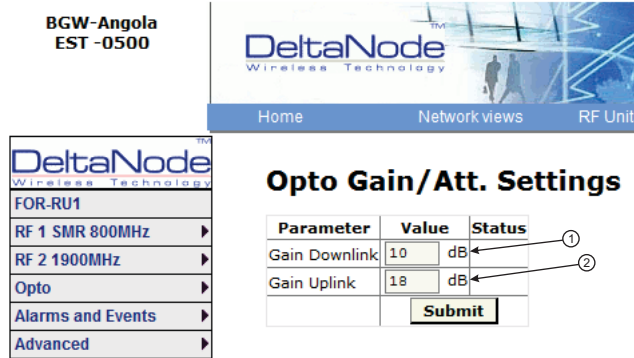 BGW-Angola
EST -0500
DeltaNode TM
Wireless Technology
Home Network views RF Unit
DeltaNode TM
Wireless Technology
FOR-RU1
RF 1 SMR 800MHz
RF 2 1900MHz
Opto
Alarms and Events
Advanced
Opto Gain/Att. Settings
Parameter Value Status
Gain Downlink 10 dB 1
Gain Uplink 18 dB 2
Submit